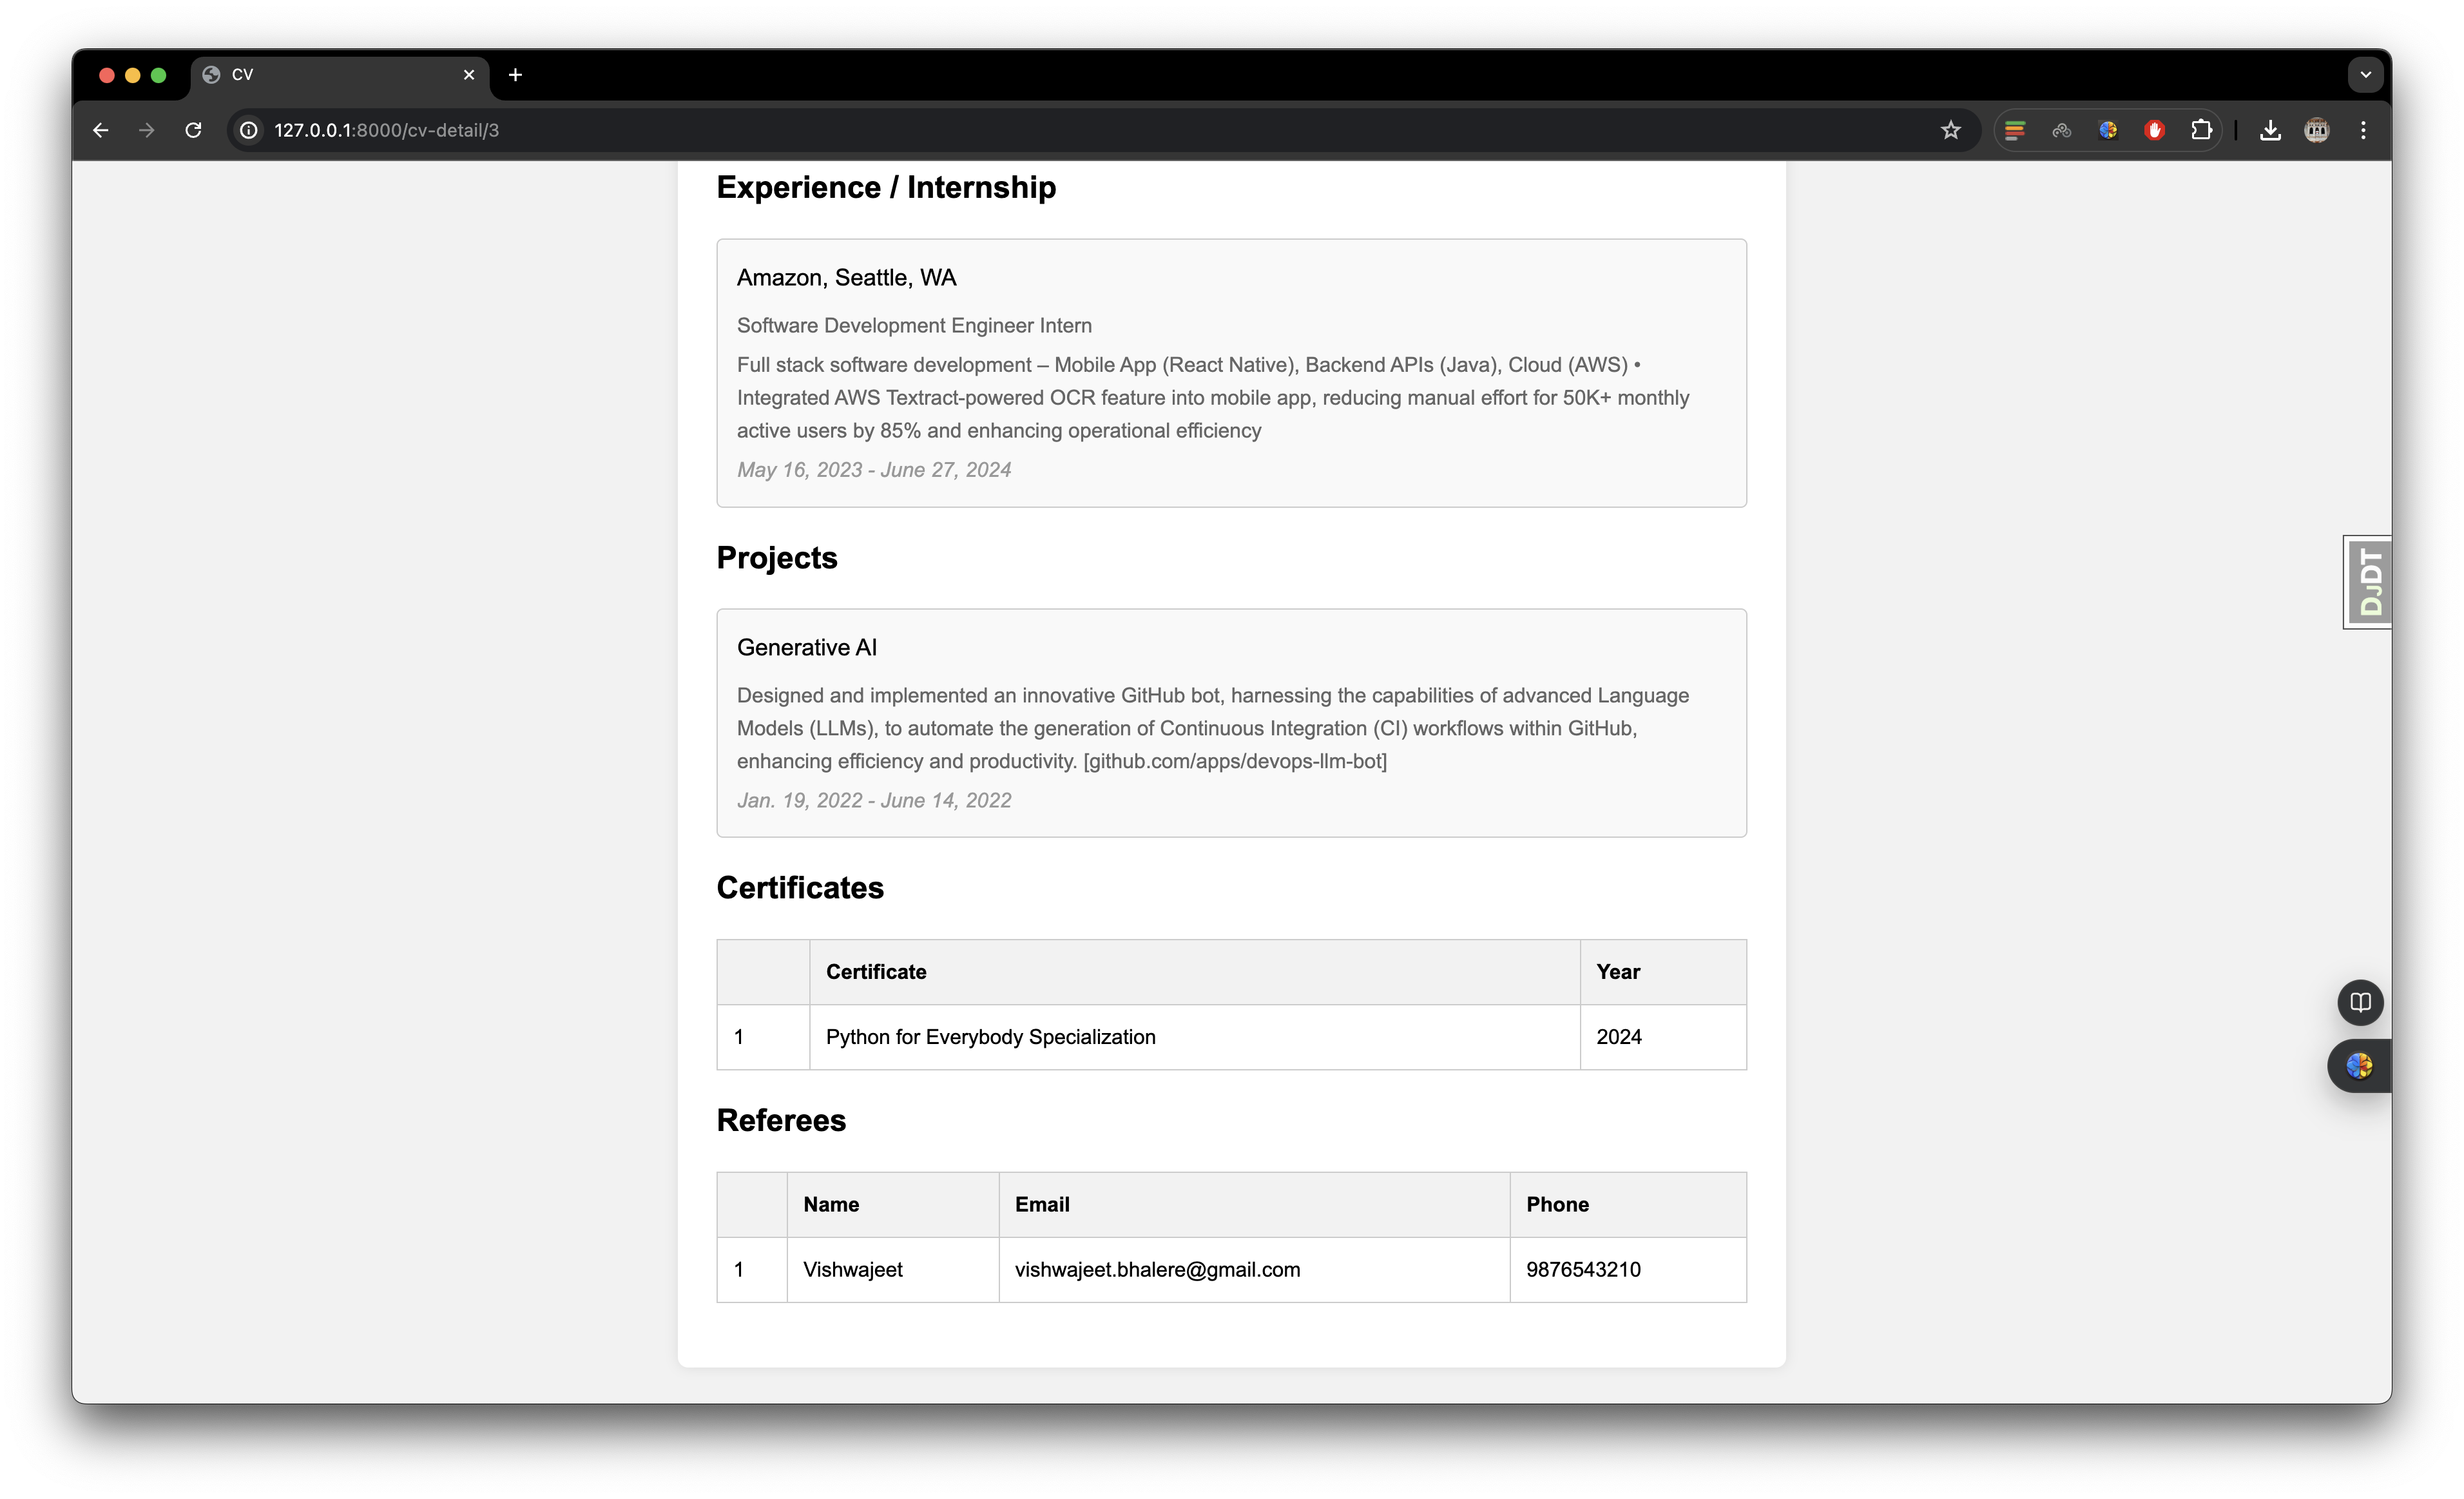 CV
127.0.0.1:8000/cv-detail/3
Experience / Internship
Amazon, Seattle, WA
Software Development Engineer Intern
Full stack software development – Mobile App (React Native), Backend APIs (Java), Cloud (AWS) •
Integrated AWS Textract-powered OCR feature into mobile app, reducing manual effort for 50K+ monthly
active users by 85% and enhancing operational efficiency
May 16, 2023 - June 27, 2024
Projects
Generative AI
Designed and implemented an innovative GitHub bot, harnessing the capabilities of advanced Language
Models (LLMs), to automate the generation of Continuous Integration (CI) workflows within GitHub,
enhancing efficiency and productivity. [github.com/apps/devops-llm-bot]
Jan. 19, 2022 - June 14, 2022
Certificates
Certificate Year
1 Python for Everybody Specialization 2024
Referees
Name Email Phone
1 Vishwajeet vishwajeet.bhalere@gmail.com 9876543210
DJDT